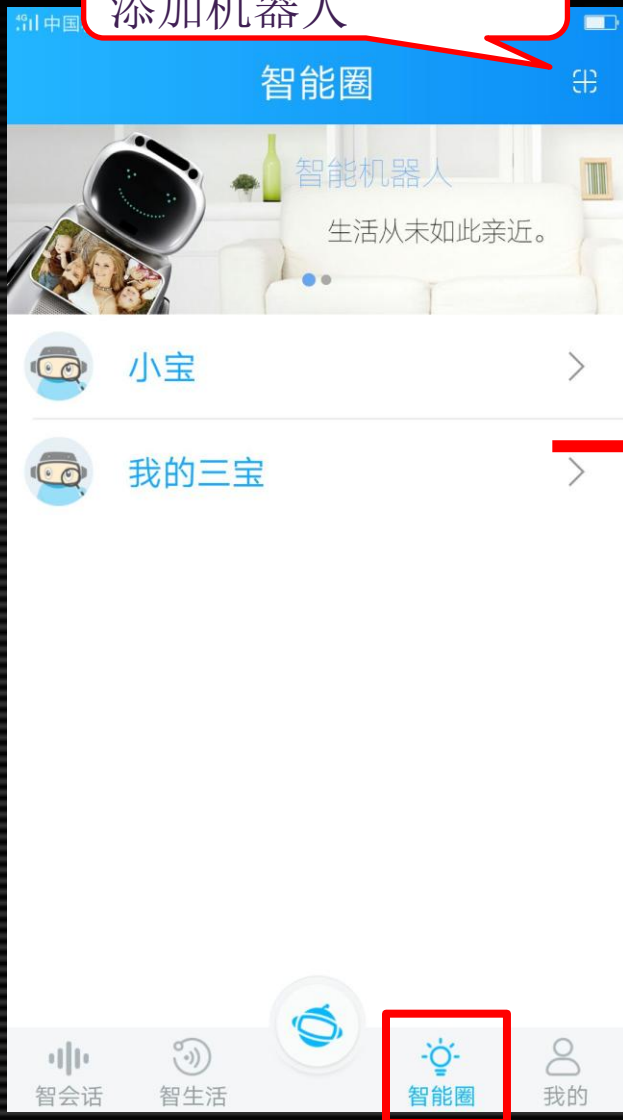 添加机器人
4G 中国
智能圈
智能机器人
生活从未如此亲近。
小宝
我的三宝
智会话
智生活
智能圈
我的